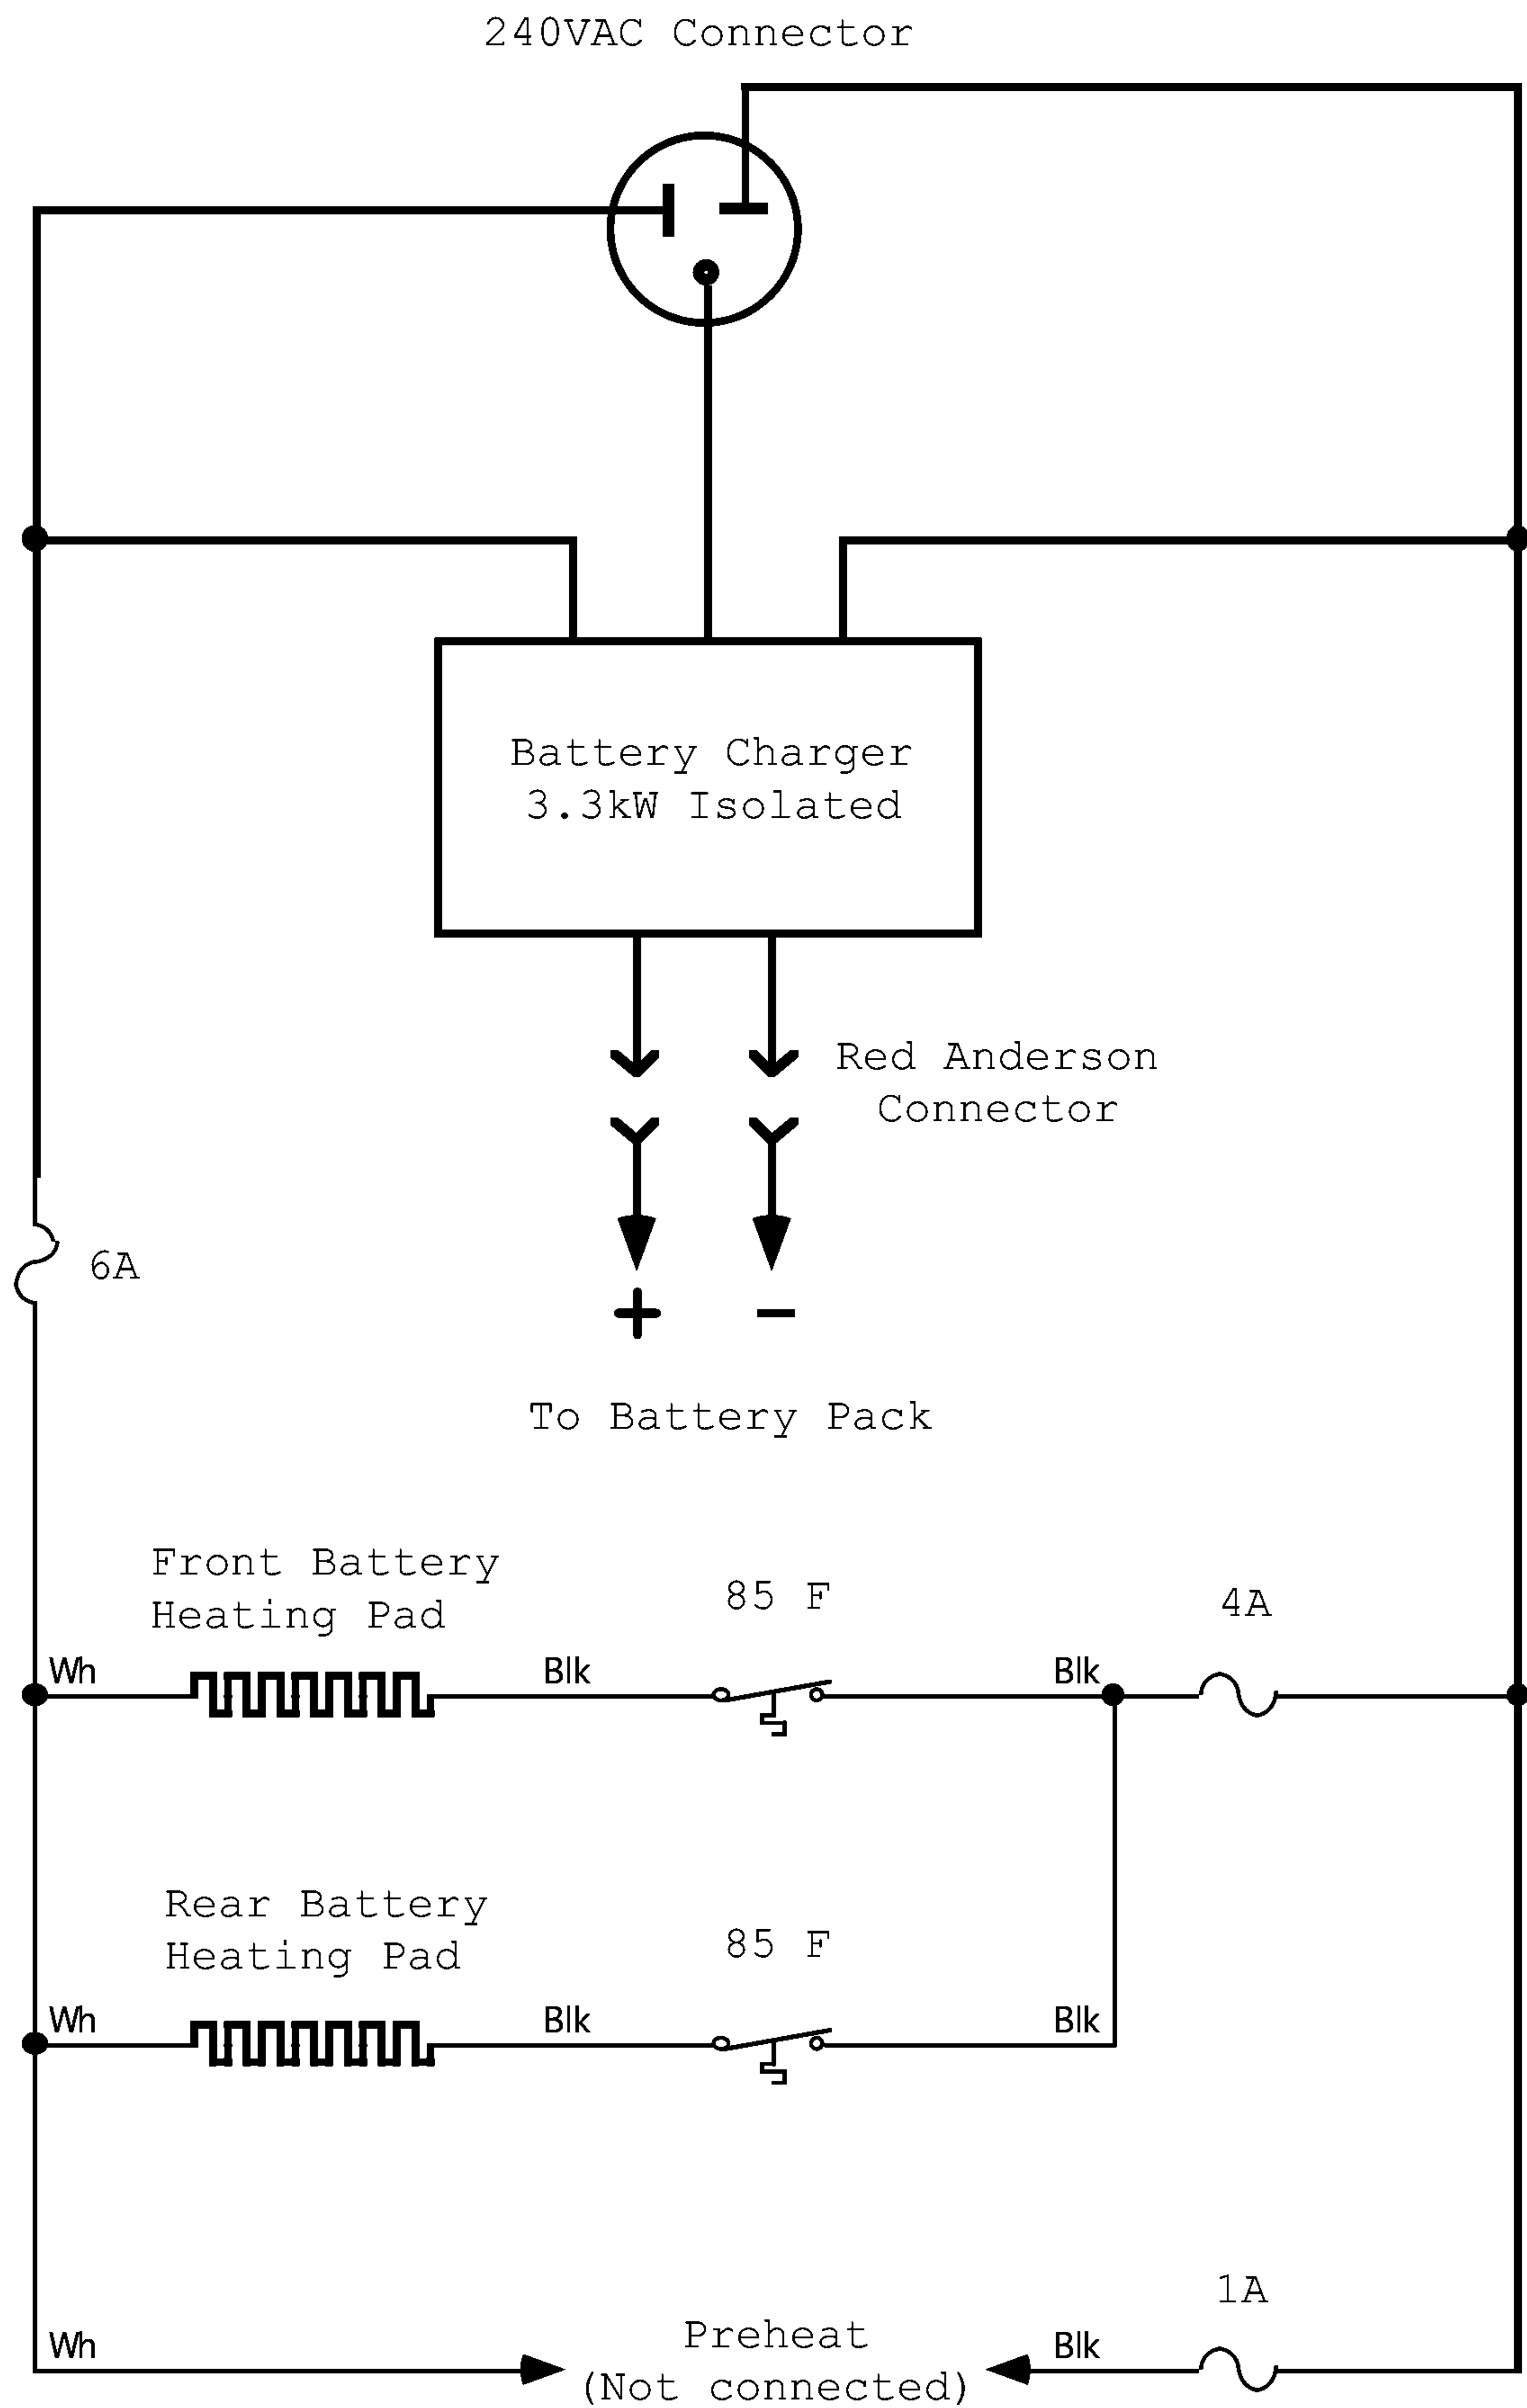 240VAC Connector
Battery Charger
3.3kW Isolated
Red Anderson
Connector
6A
+ −
To Battery Pack
Front Battery
Heating Pad
85 F
4A
Wh
Blk
Blk
Rear Battery
Heating Pad
85 F
Wh
Blk
Blk
1A
Wh
Preheat
(Not connected)
Blk